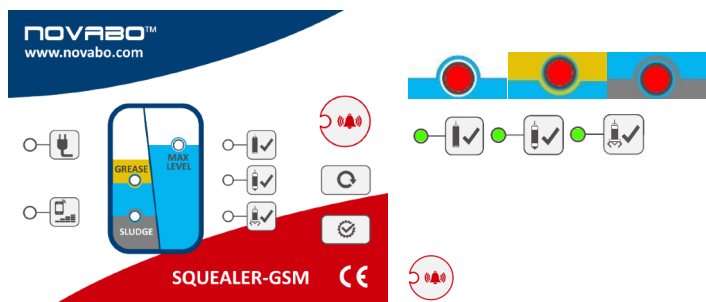 NOVABO™
www.novabo.com
MAX
LEVEL
GREASE
SLUDGE
SQUEALER-GSM
CE